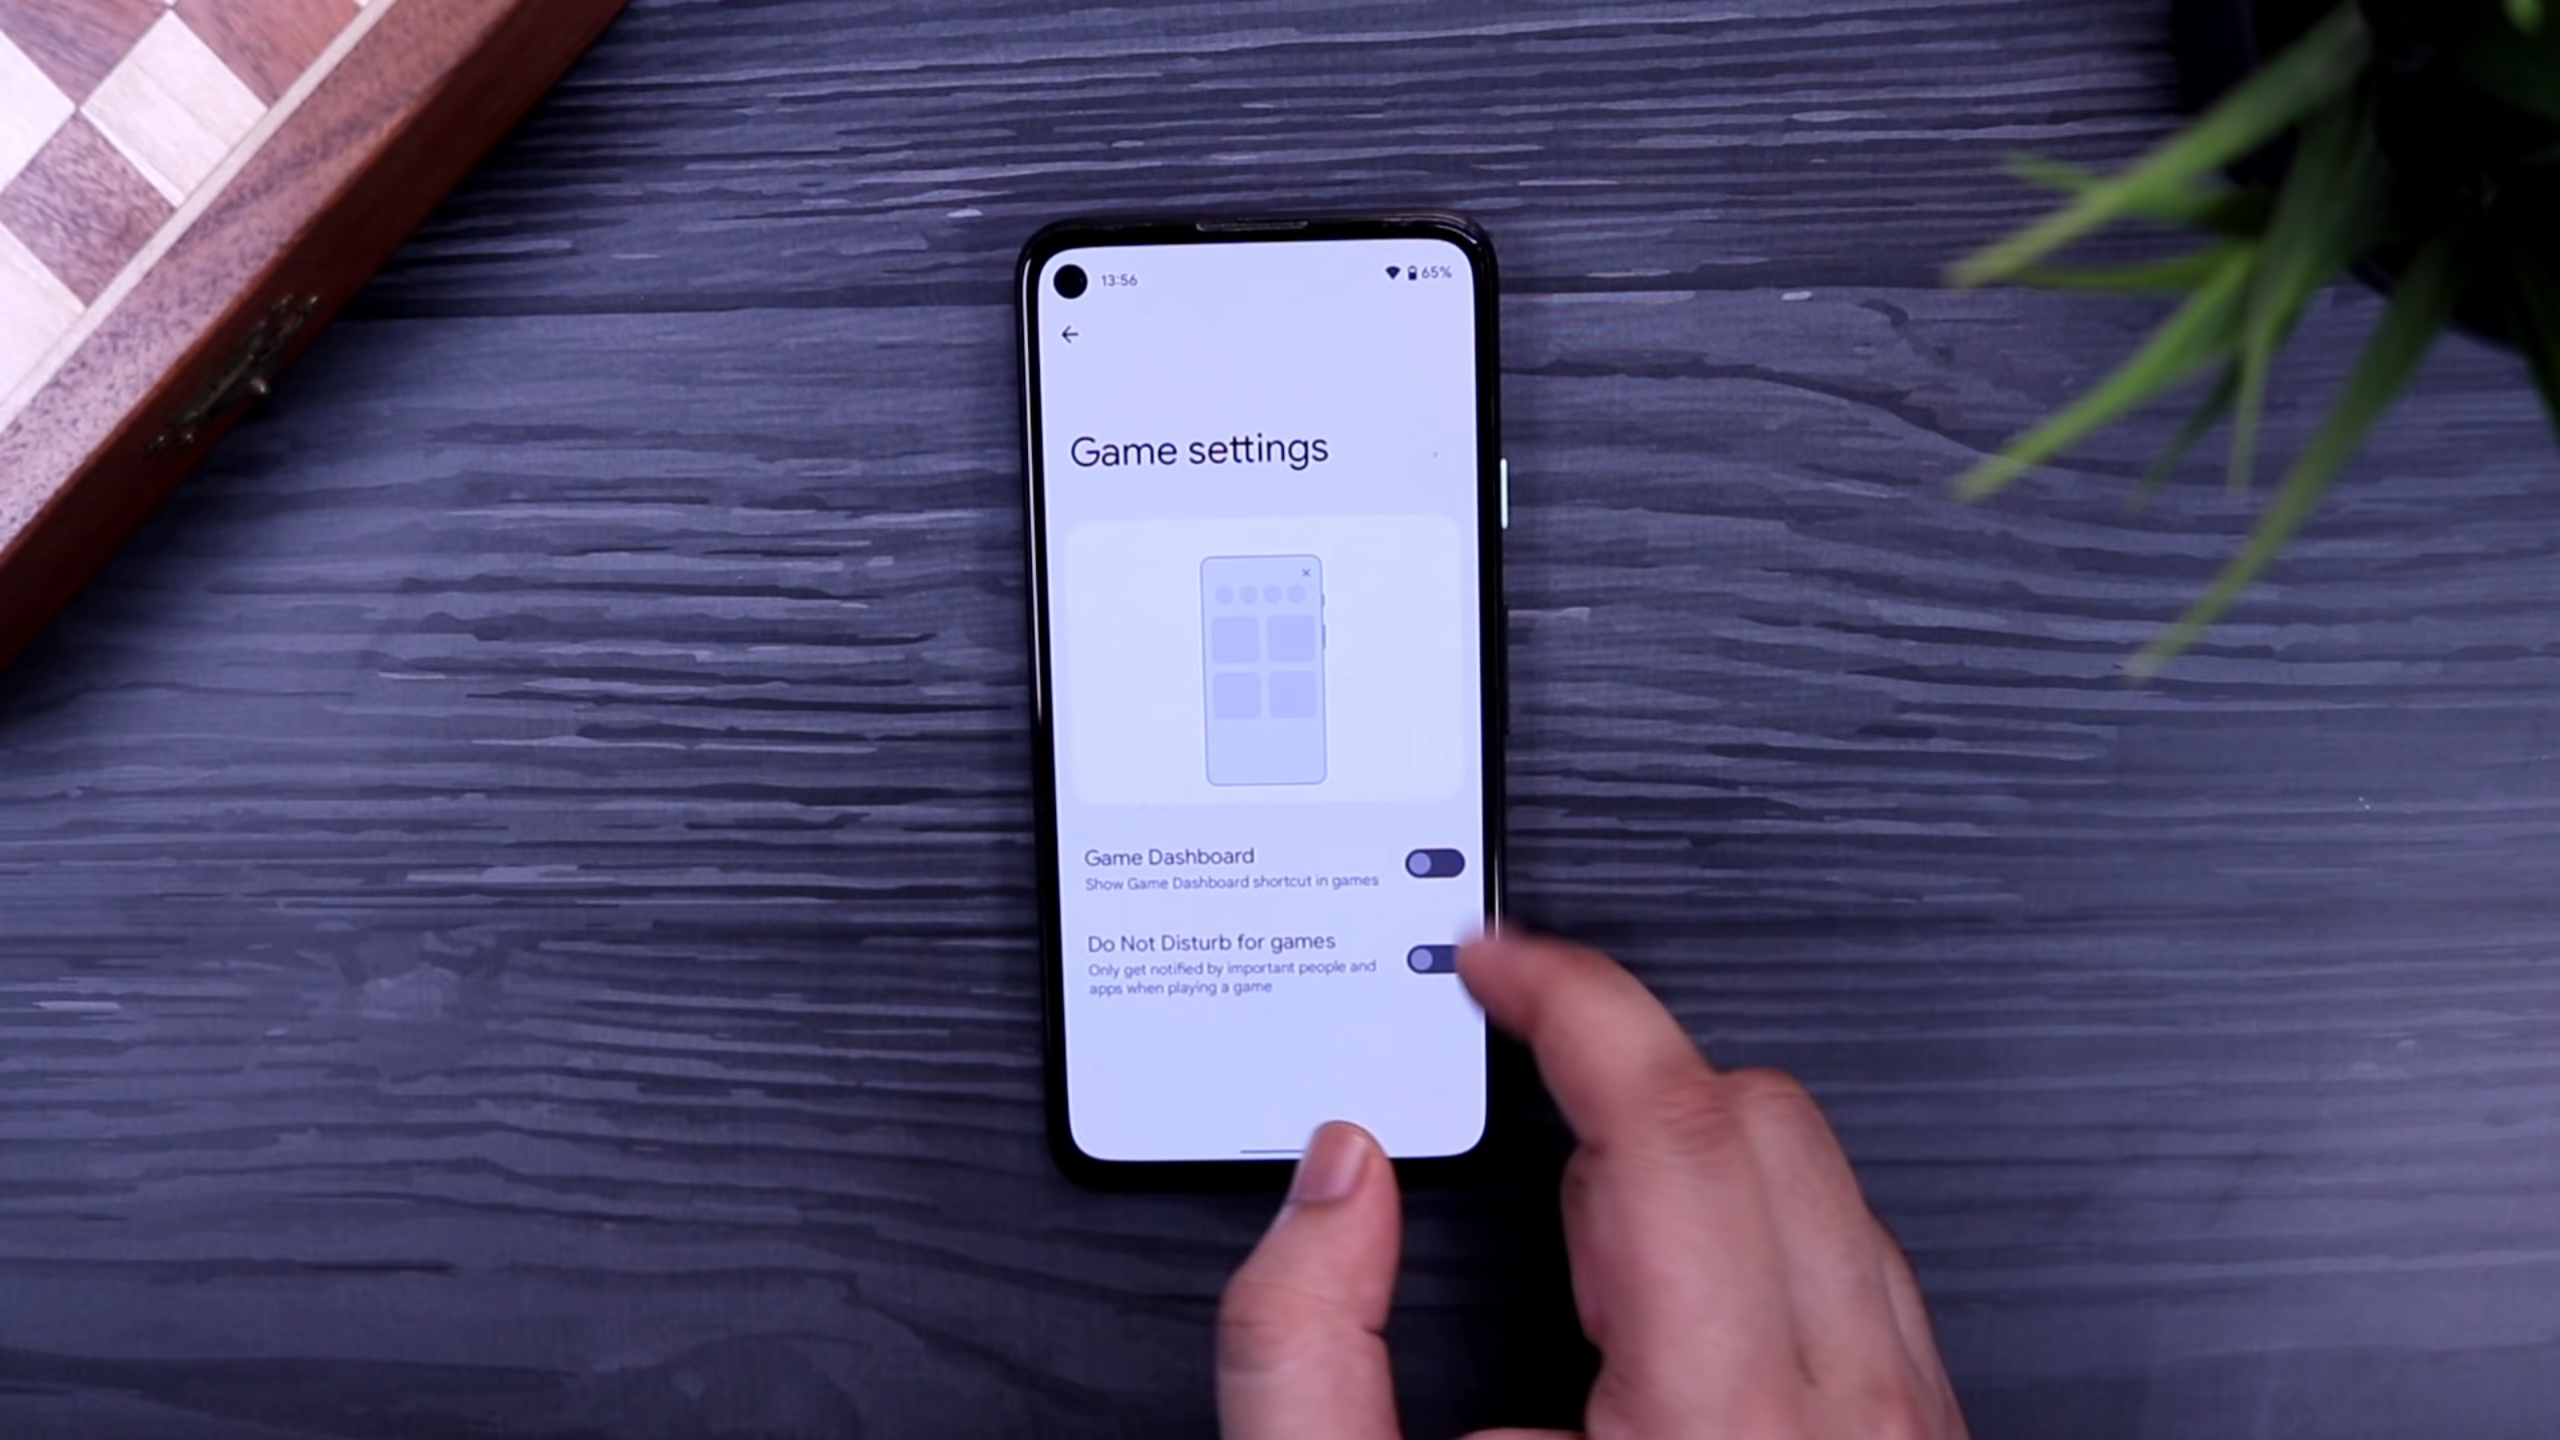 13:56
65%
Game settings
Game Dashboard
Show Game Dashboard shortcut in games
Do Not Disturb for games
Only get notified by important people and
apps when playing a game